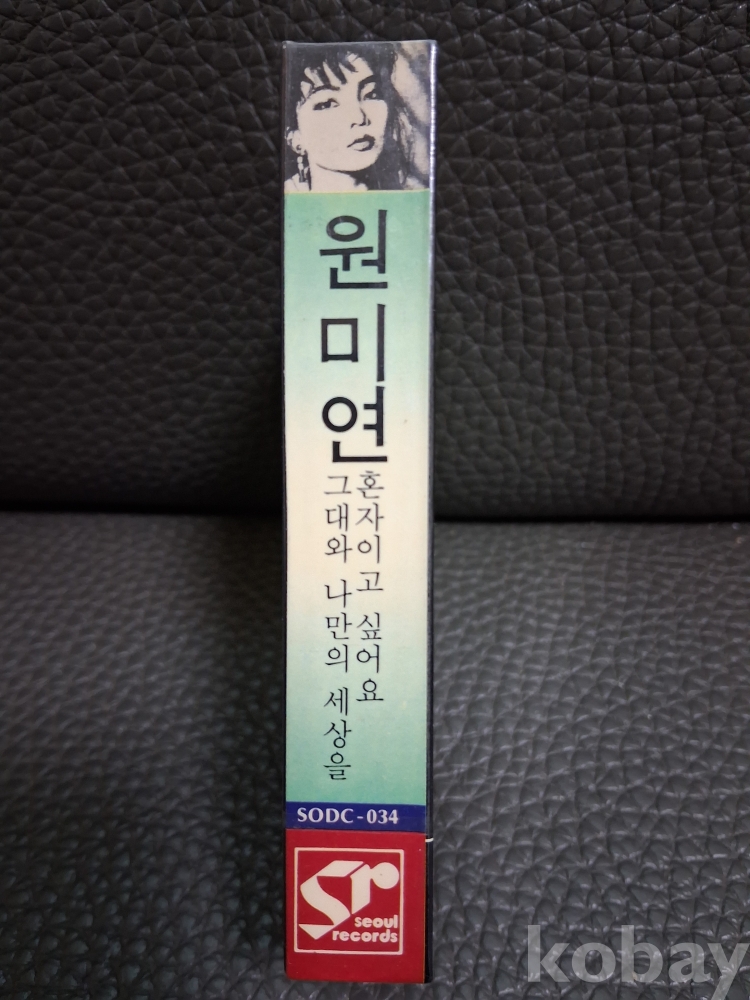 원미연
혼자이고 싶어요
그대와 나만의 세상을
SODC-034
sr
seoul
records
kobay